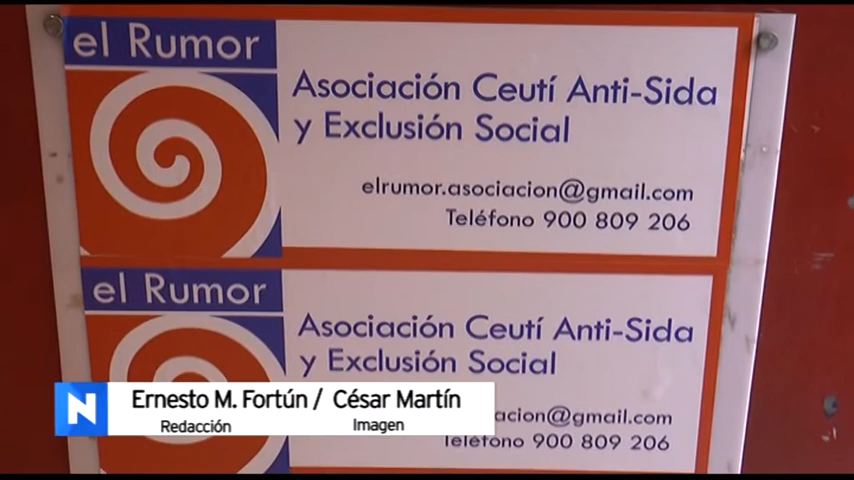 el Rumor
Asociación Ceutí Anti-Sida
y Exclusión Social
elrumor.asociacion@gmail.com
Teléfono 900 809 206
el Rumor
Asociación Ceutí Anti-Sida
y Exclusión Social
acion@gmail.com
Teléfono 900 809 206
N
Ernesto M. Fortún / César Martín
Redacción Imagen